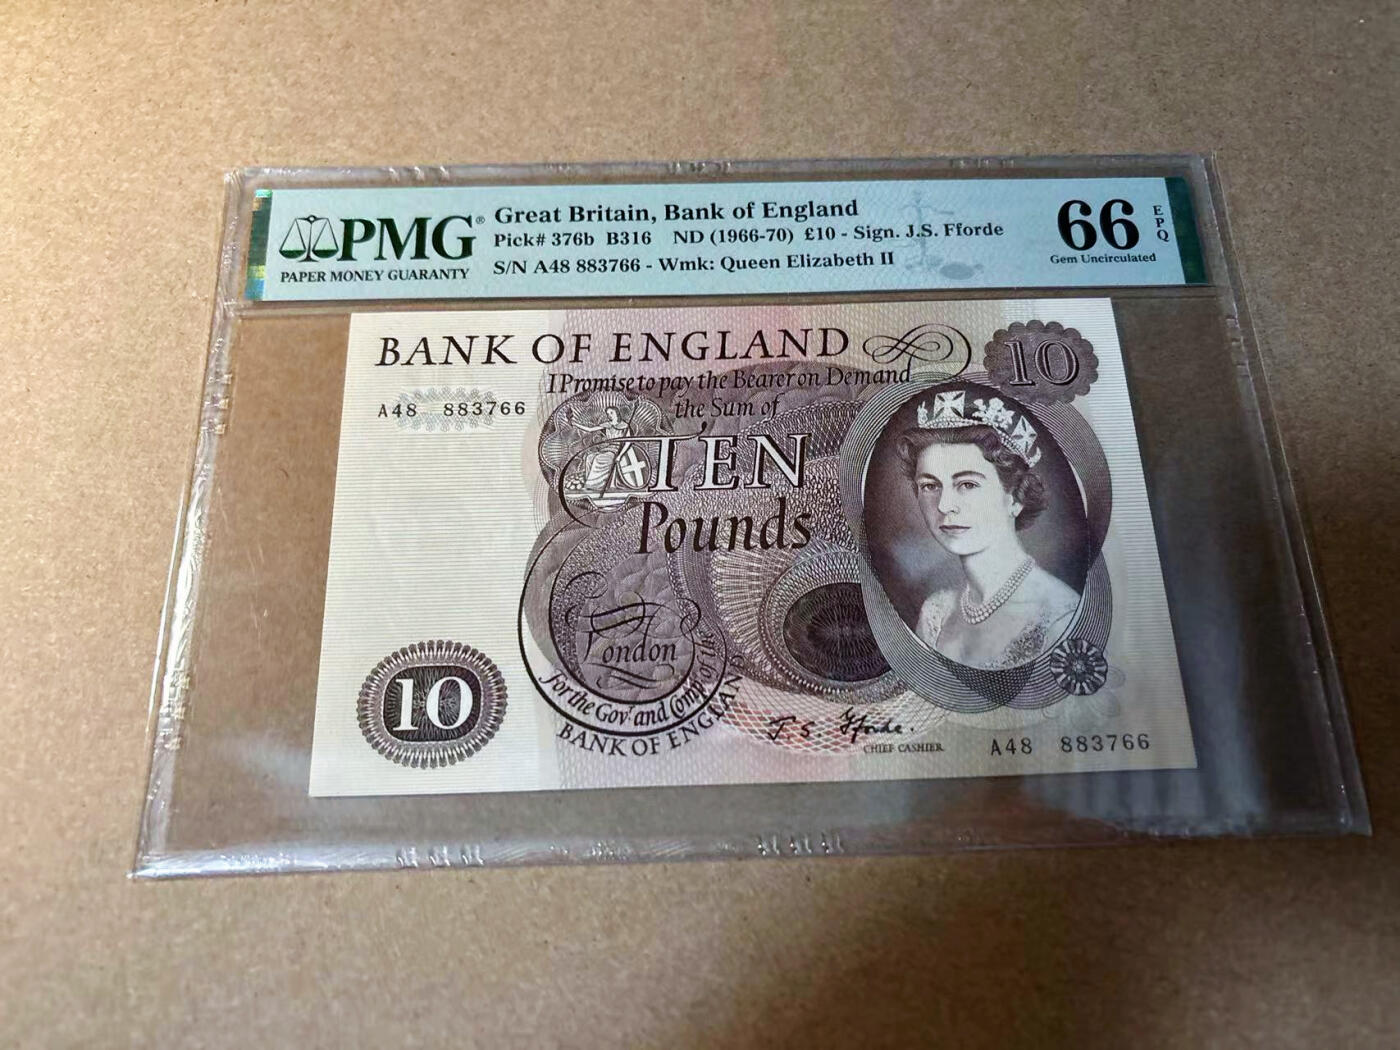 PMG®
PAPER MONEY GUARANTY
Great Britain, Bank of England
Pick# 376b B316 ND (1966-70) £10 - Sign. J.S. Fforde
S/N A48 883766 - Wmk: Queen Elizabeth II
66 EPQ
Gem Uncirculated
BANK OF ENGLAND
10
I Promise to pay the Bearer on Demand
the Sum of
A48 883766
TEN
Pounds
London
for the Govr and Compa of the
BANK OF ENGLAND
10
J. S. Fforde.
CHIEF CASHIER
A48 883766